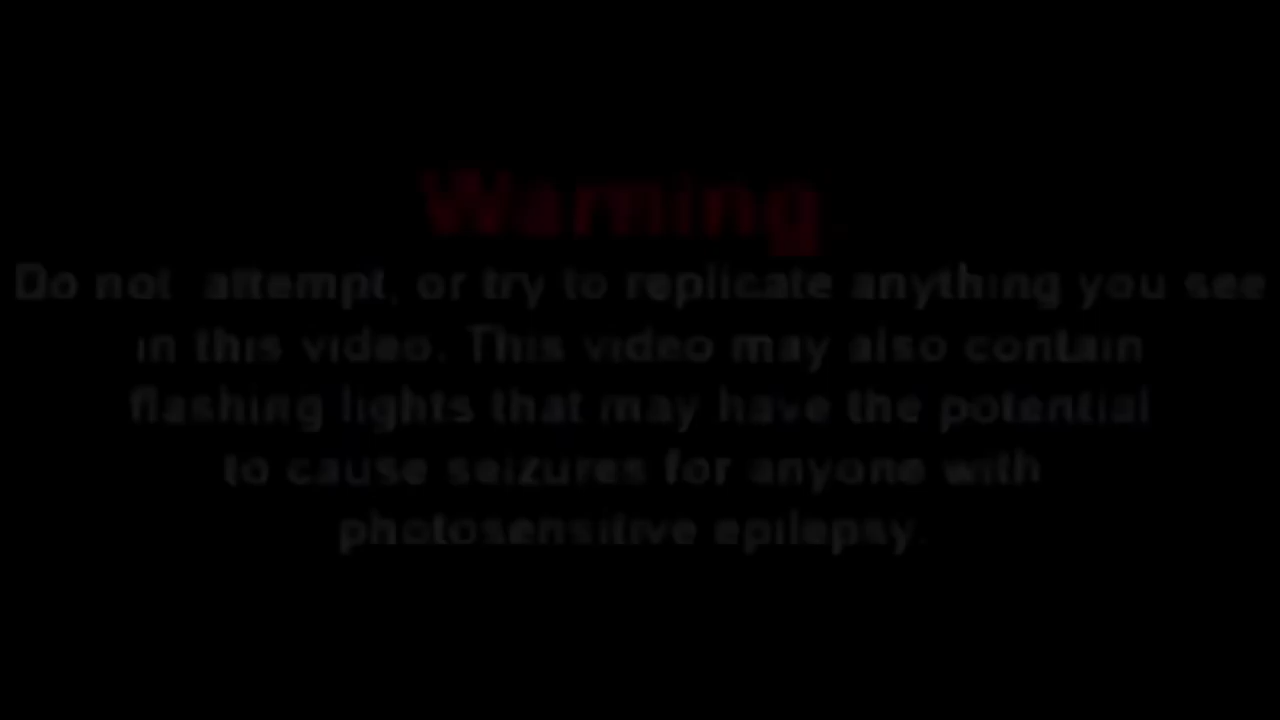 Warning.
Do not attempt, or try to replicate anything you see
in this video. This video may also contain
flashing lights that may have the potential
to cause seizures for anyone with
photosensitive epilepsy.